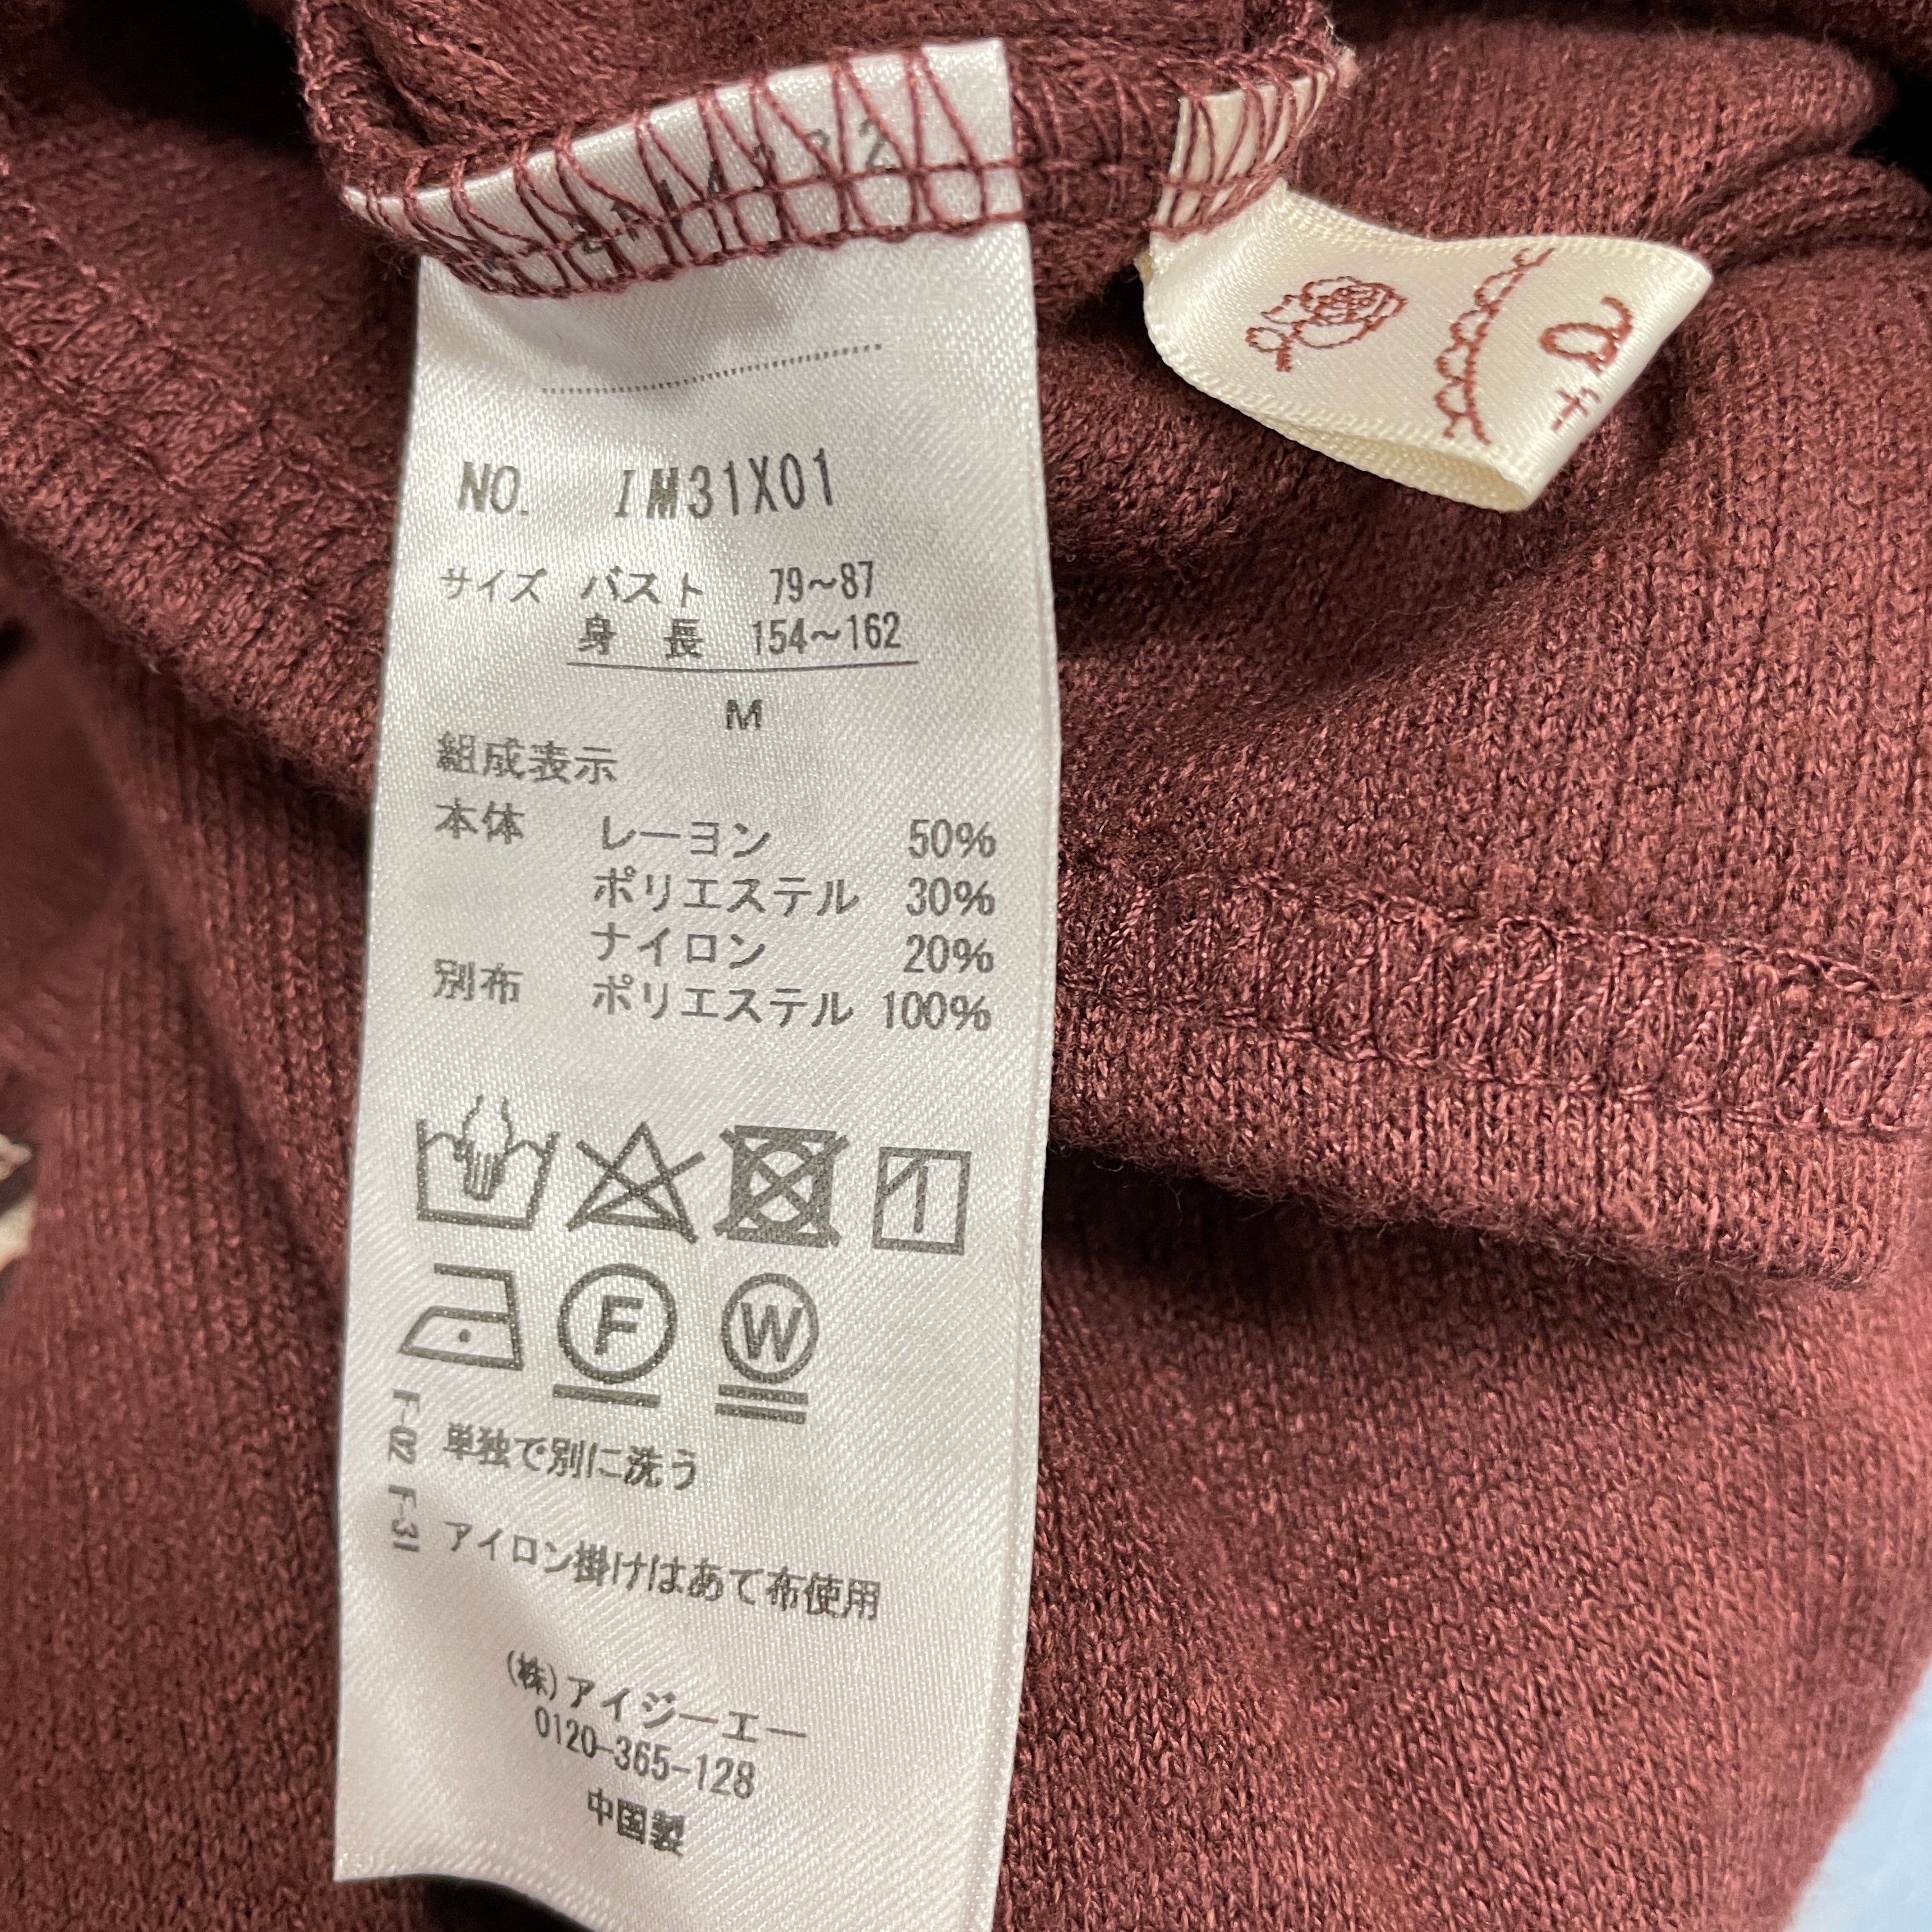 NO. IM31X01
サイズ バスト 79~87
身長 154~162
M
組成表示
本体 レーヨン 50%
ポリエステル 30%
ナイロン 20%
別布 ポリエステル 100%
F
W
F-02 F-31
単独で別に洗う
アイロン掛けはあて布使用
(株)アイジーエー
0120-365-128
中国製